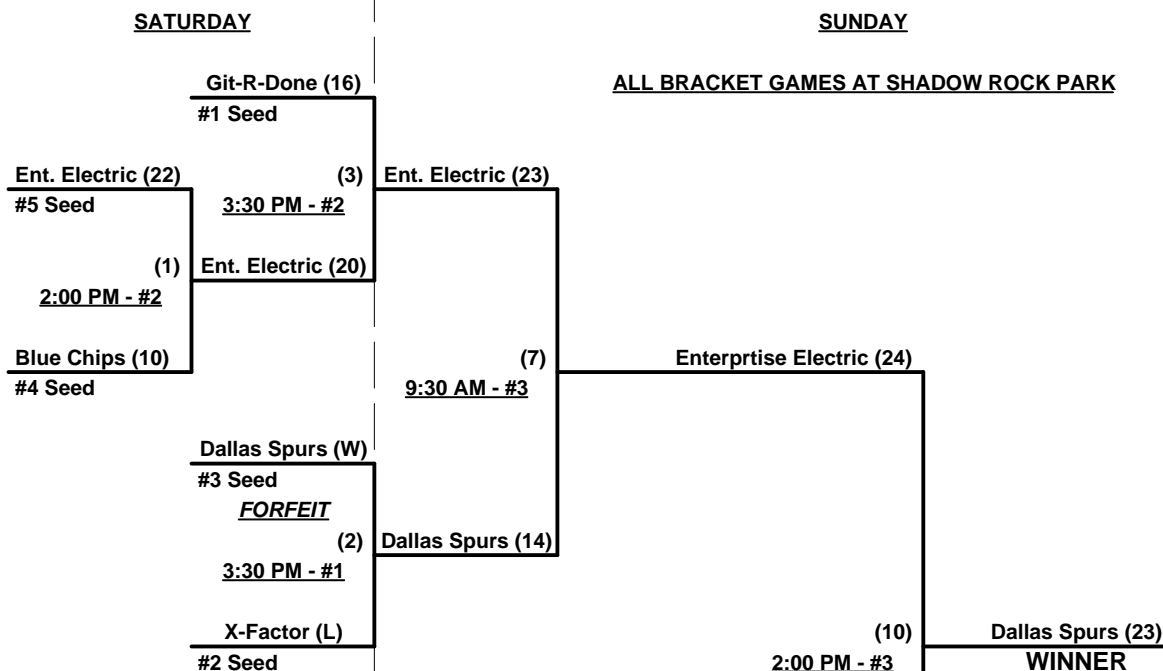 SATURDAY
SUNDAY
Git-R-Done (16)
ALL BRACKET GAMES AT SHADOW ROCK PARK
#1 Seed
Ent. Electric (22)
(3)
Ent. Electric (23)
#5 Seed
3:30 PM - #2
(1)
Ent. Electric (20)
2:00 PM - #2
Blue Chips (10)
(7)
Enterprtise Electric (24)
#4 Seed
9:30 AM - #3
Dallas Spurs (W)
#3 Seed
FORFEIT
(2)
Dallas Spurs (14)
3:30 PM - #1
X-Factor (L)
(10)
Dallas Spurs (23)
#2 Seed
2:00 PM - #3
WINNER